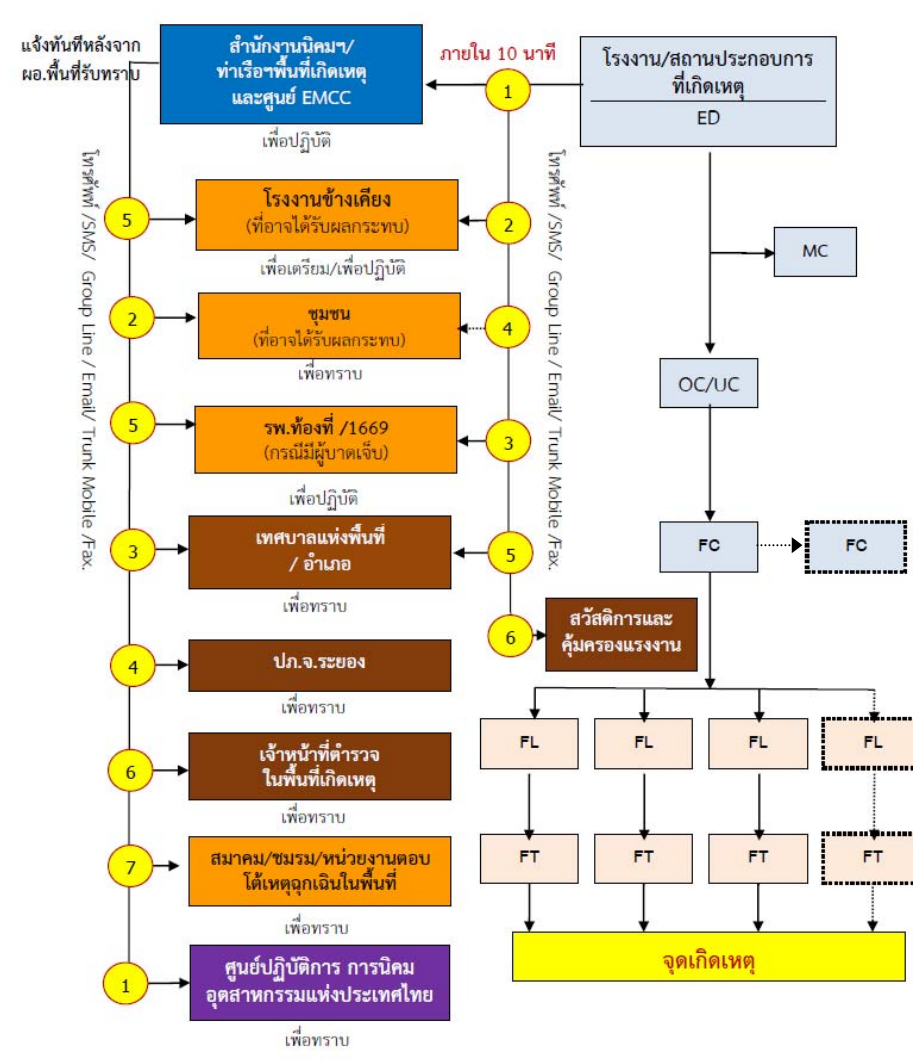 แจ้งทันทีหลังจาก
ผอ.พื้นที่รับทราบ
สำนักงานนิคมฯ/
ท่าเรือฯพื้นที่เกิดเหตุ
และศูนย์ EMCC
เพื่อปฏิบัติ
ภายใน 10 นาที
1
โรงงาน/สถานประกอบการ
ที่เกิดเหตุ
ED
โทรศัพท์ /SMS/ Group Line / Email/ Trunk Mobile /Fax.
5
โรงงานข้างเคียง
(ที่อาจได้รับผลกระทบ)
2
เพื่อเตรียม/เพื่อปฏิบัติ
โทรศัพท์ /SMS/ Group Line / Email/ Trunk Mobile /Fax.
MC
2
ชุมชน
(ที่อาจได้รับผลกระทบ)
4
เพื่อทราบ
OC/UC
5
รพ.ท้องที่ /1669
(กรณีมีผู้บาดเจ็บ)
3
เพื่อปฏิบัติ
3
เทศบาลแห่งพื้นที่
/ อำเภอ
5
เพื่อทราบ
FC
FC
6
สวัสดิการและ
คุ้มครองแรงงาน
4
ปภ.จ.ระยอง
เพื่อทราบ
6
เจ้าหน้าที่ตำรวจ
ในพื้นที่เกิดเหตุ
เพื่อทราบ
FL
FL
FL
FL
7
สมาคม/ชมรม/หน่วยงานตอบ
โต้เหตุฉุกเฉินในพื้นที่
เพื่อทราบ
FT
FT
FT
FT
1
ศูนย์ปฏิบัติการ การนิคม
อุตสาหกรรมแห่งประเทศไทย
เพื่อทราบ
จุดเกิดเหตุ